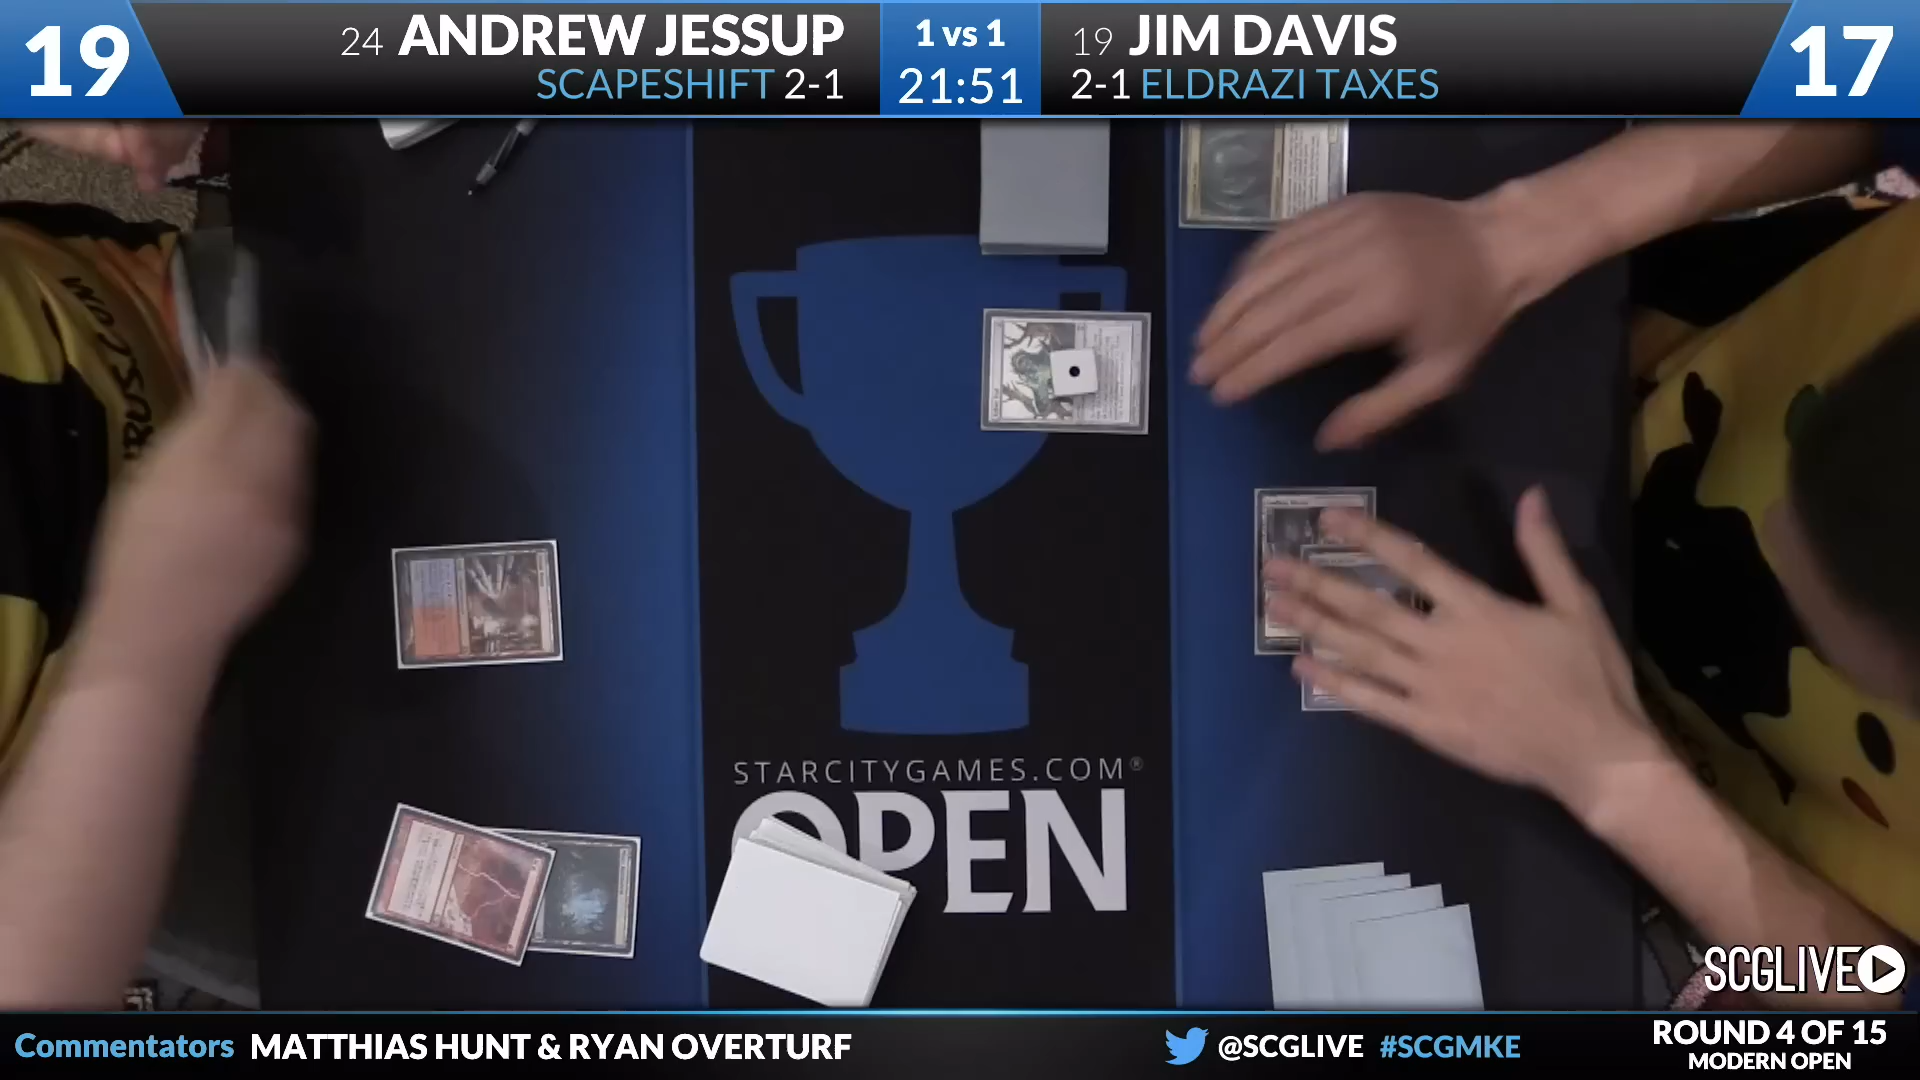 19
24 ANDREW JESSUP
SCAPESHIFT 2-1
1 vs 1
21:51
19 JIM DAVIS
2-1 ELDRAZI TAXES
17
STARCITYGAMES.COM®
OPEN
SCGLIVE
Commentators MATTHIAS HUNT & RYAN OVERTURF
@SCGLIVE #SCGMKE
ROUND 4 OF 15
MODERN OPEN